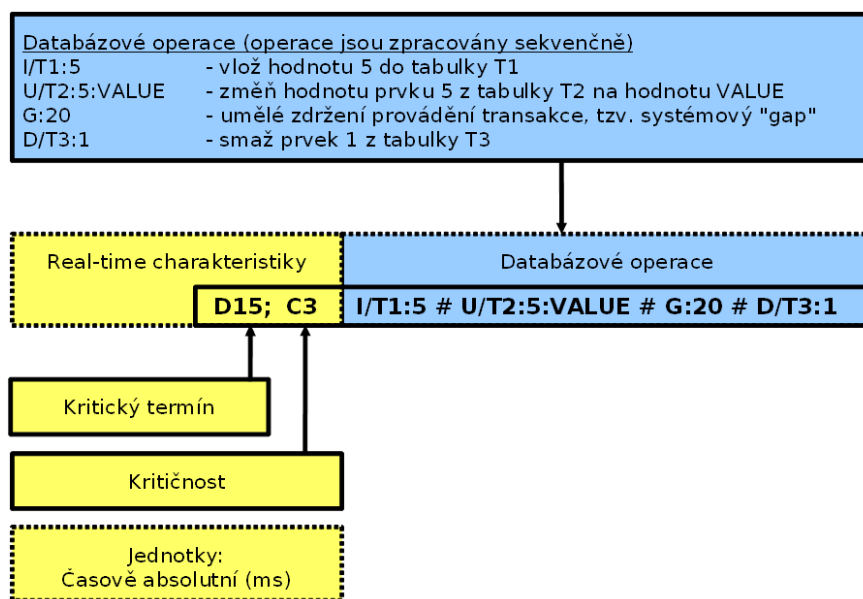 Databázové operace (operace jsou zpracovány sekvenčně)
I/T1:5 - vlož hodnotu 5 do tabulky T1
U/T2:5:VALUE - změň hodnotu prvku 5 z tabulky T2 na hodnotu VALUE
G:20 - umělé zdržení provádění transakce, tzv. systémový "gap"
D/T3:1 - smaž prvek 1 z tabulky T3
Real-time charakteristiky
Databázové operace
D15; C3
I/T1:5 # U/T2:5:VALUE # G:20 # D/T3:1
Kritický termín
Kritičnost
Jednotky:
Časově absolutní (ms)